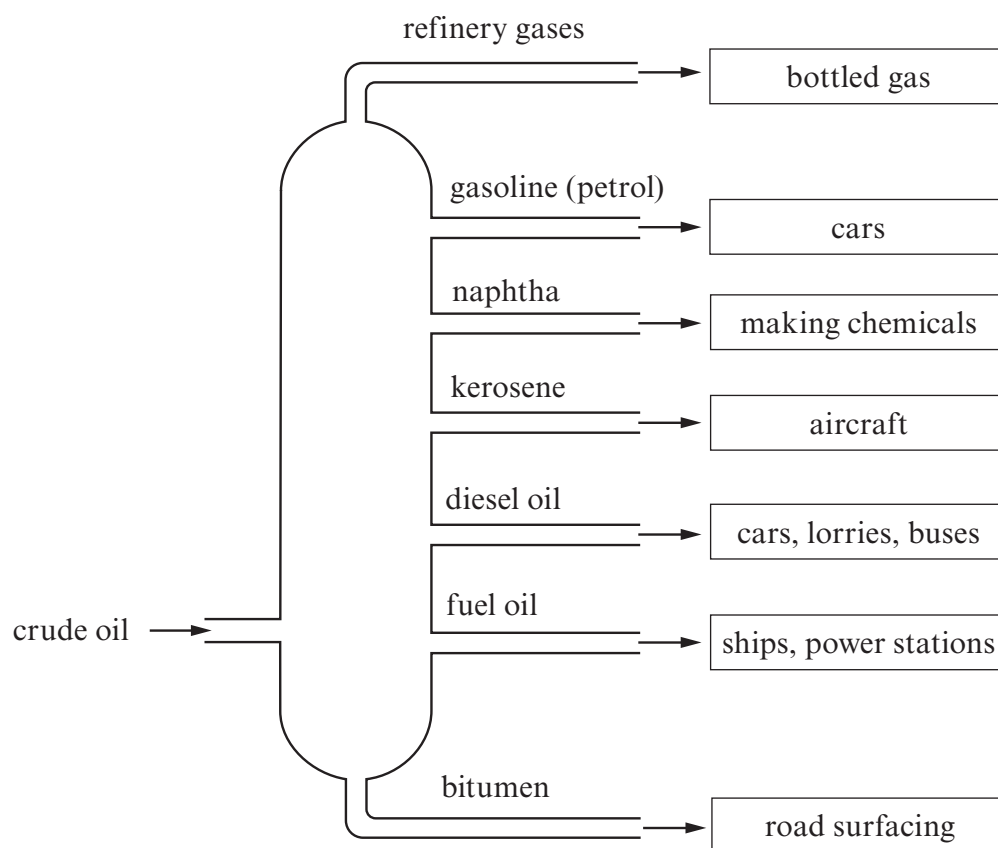 refinery gases
bottled gas
gasoline (petrol)
cars
naphtha
making chemicals
kerosene
aircraft
diesel oil
cars, lorries, buses
fuel oil
crude oil
ships, power stations
bitumen
road surfacing